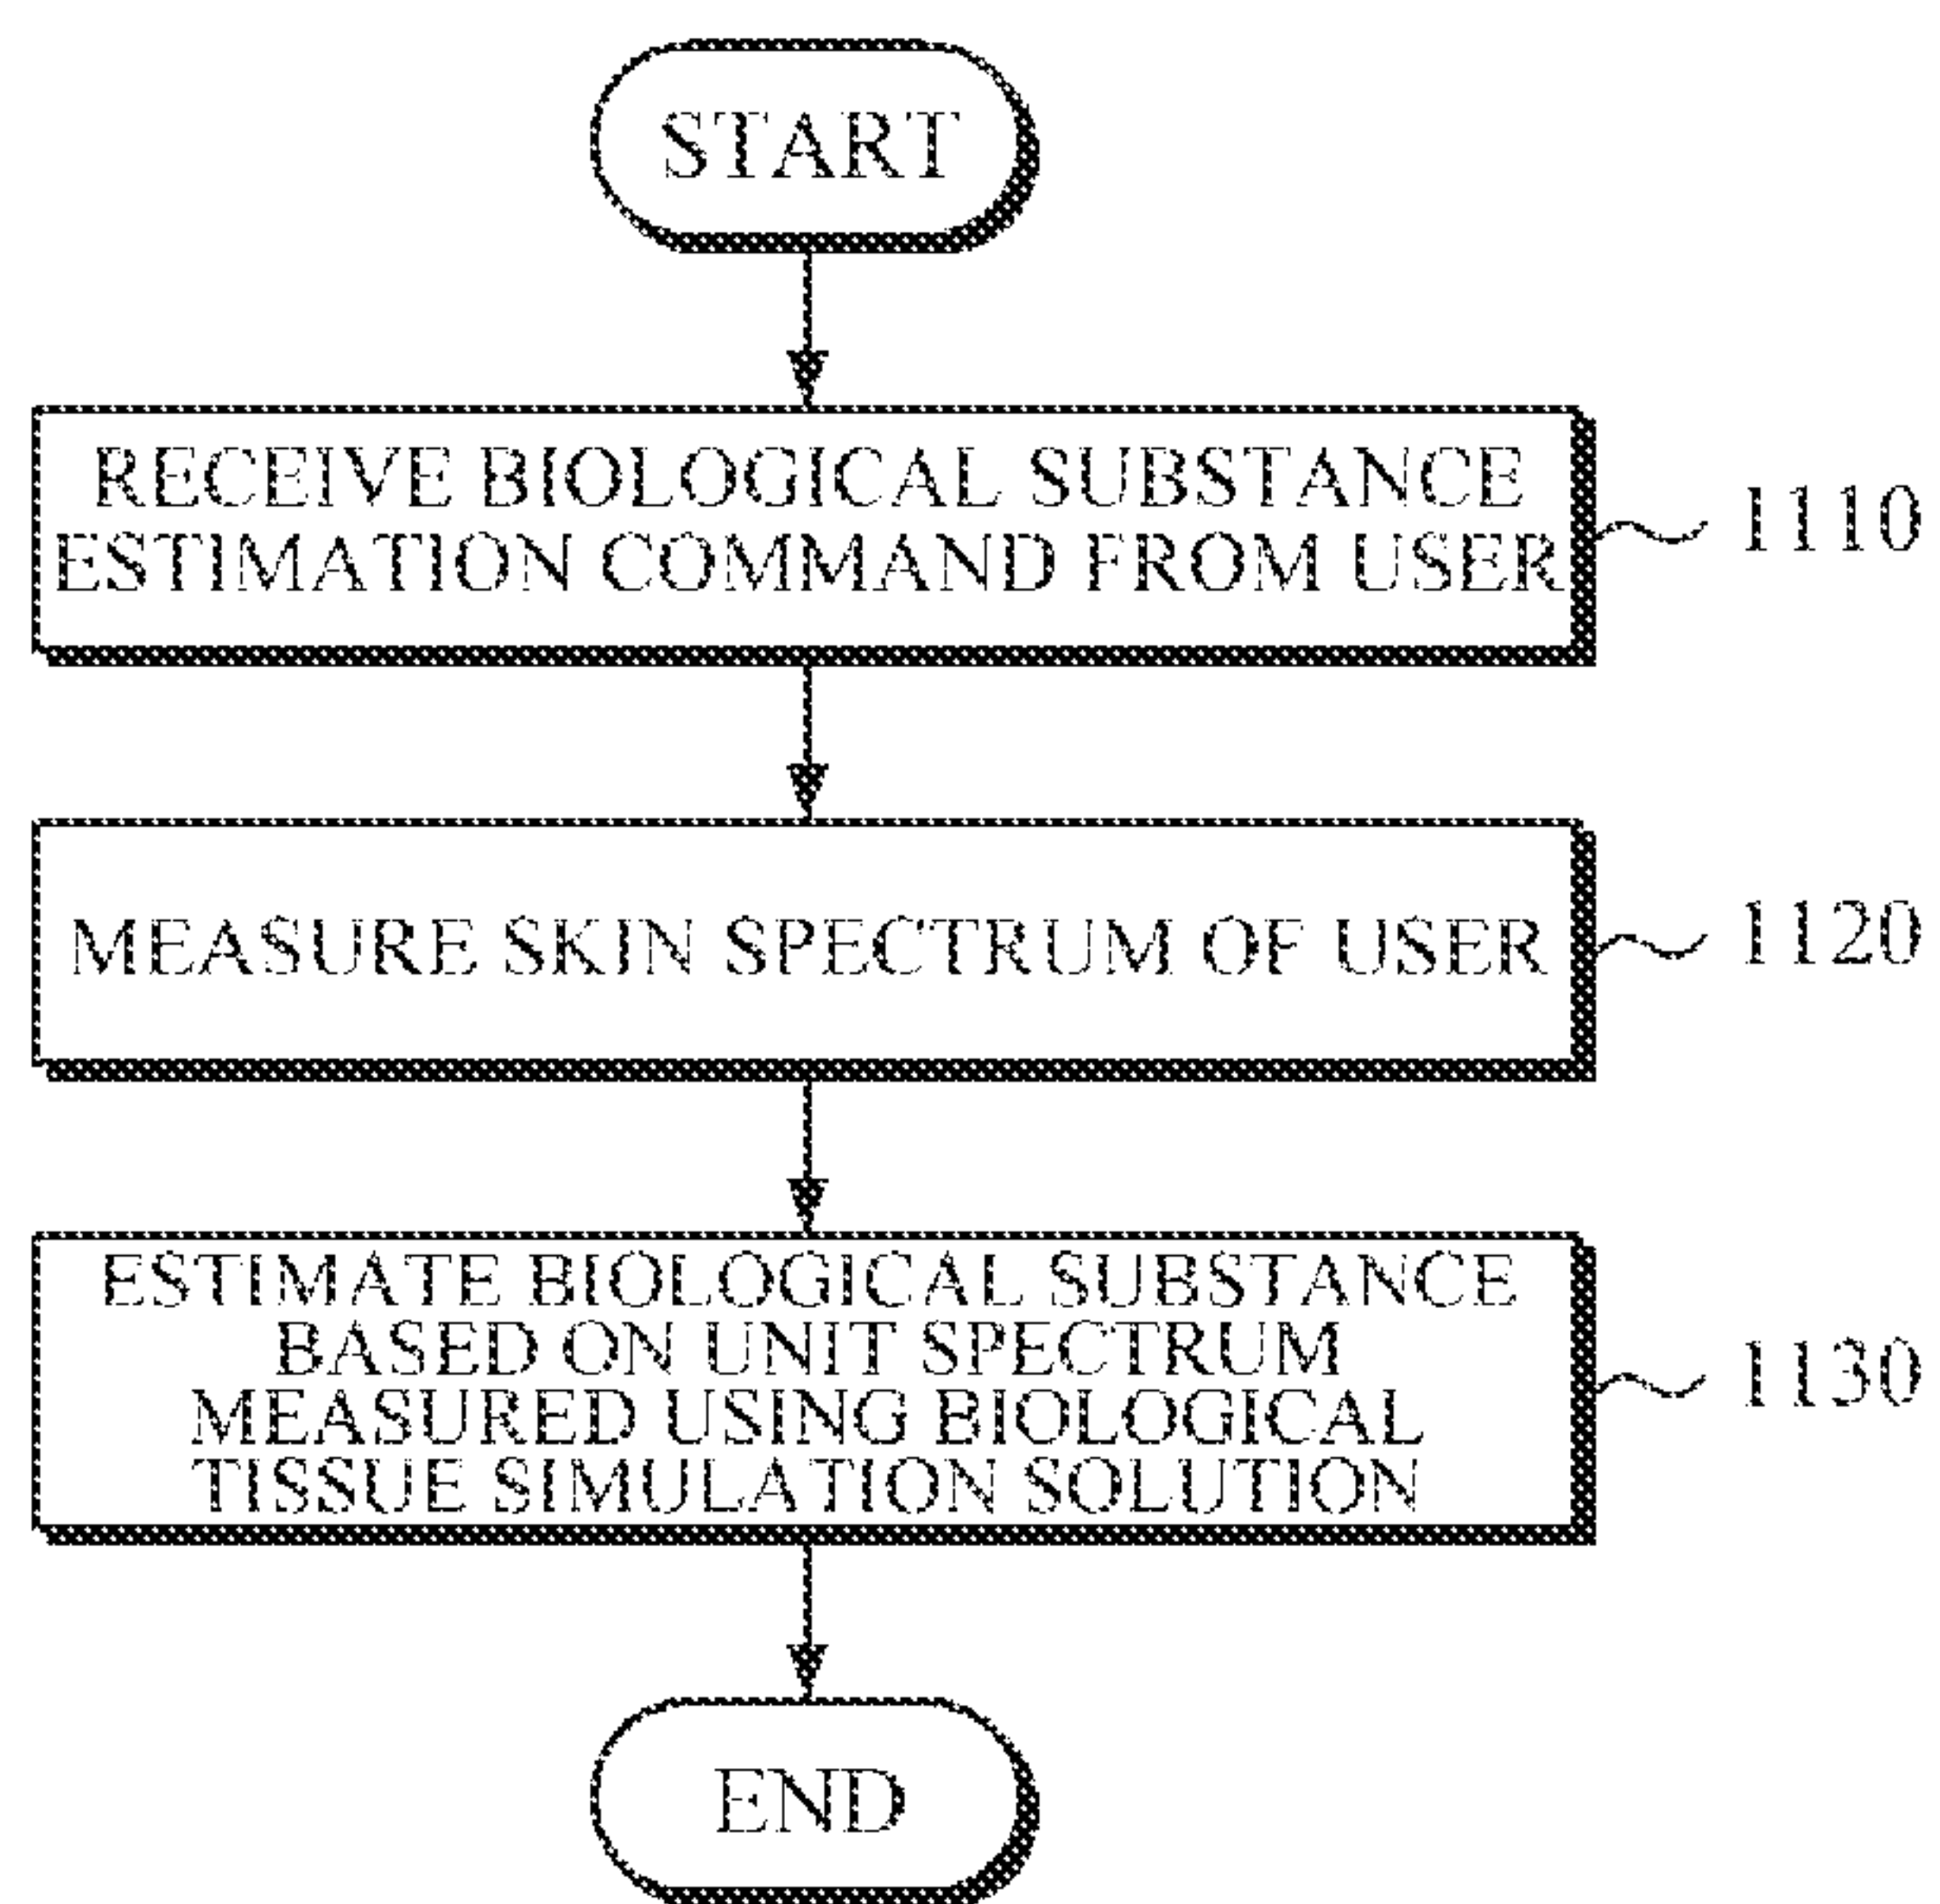 START
RECEIVE BIOLOGICAL SUBSTANCE
ESTIMATION COMMAND FROM USER
1110
MEASURE SKIN SPECTRUM OF USER
1120
ESTIMATE BIOLOGICAL SUBSTANCE
BASED ON UNIT SPECTRUM
MEASURED USING BIOLOGICAL
TISSUE SIMULATION SOLUTION
1130
END